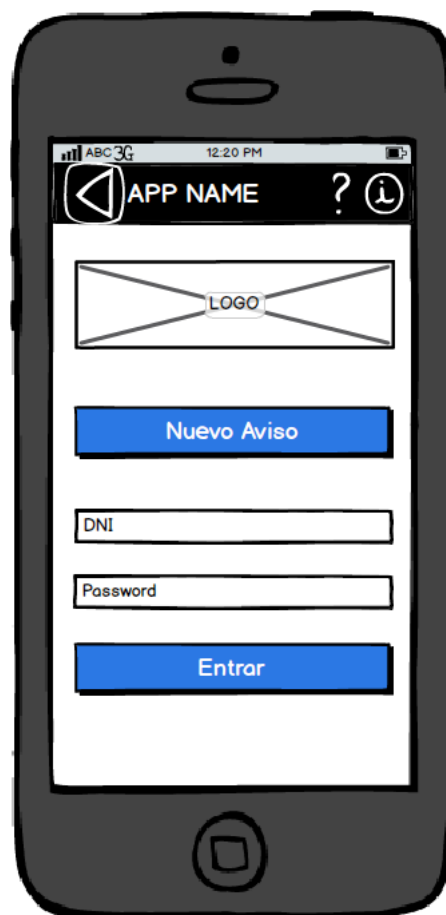 ABC 3G 12:20 PM
APP NAME ? i
LOGO
Nuevo Aviso
DNI
Password
Entrar